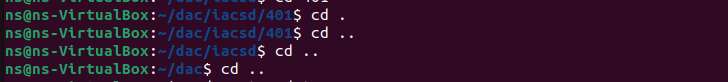 ns@ns-VirtualBox:~/dac/iacsd/401$ cd .
ns@ns-VirtualBox:~/dac/iacsd/401$ cd ..
ns@ns-VirtualBox:~/dac/iacsd$ cd ..
ns@ns-VirtualBox:~/dac$ cd ..